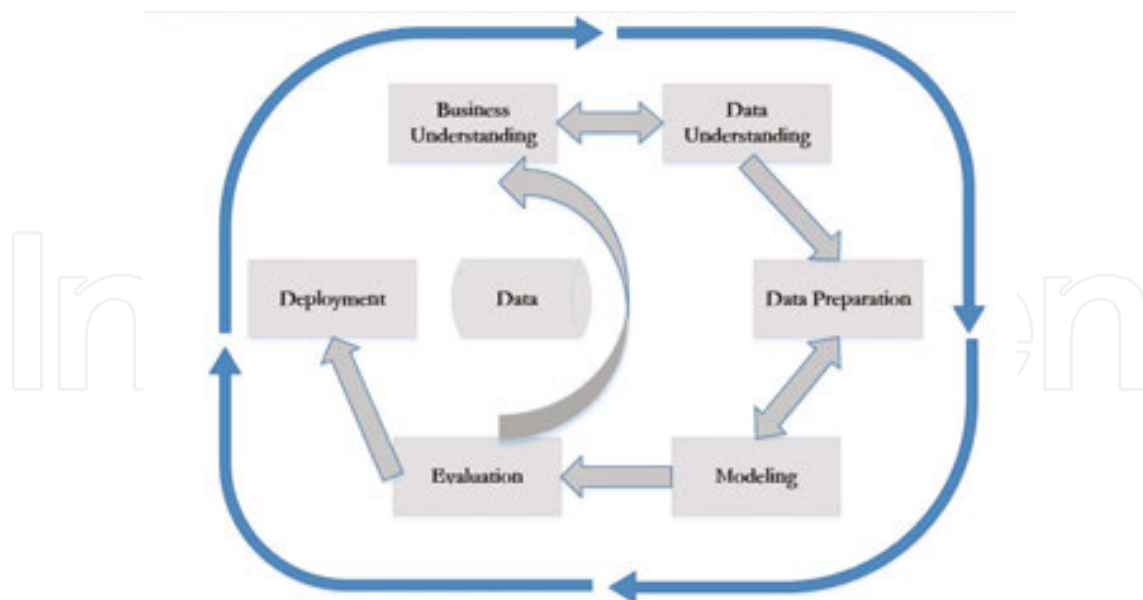 Business
Understanding
Data
Understanding
Deployment
Data
Data Preparation
Evaluation
Modeling